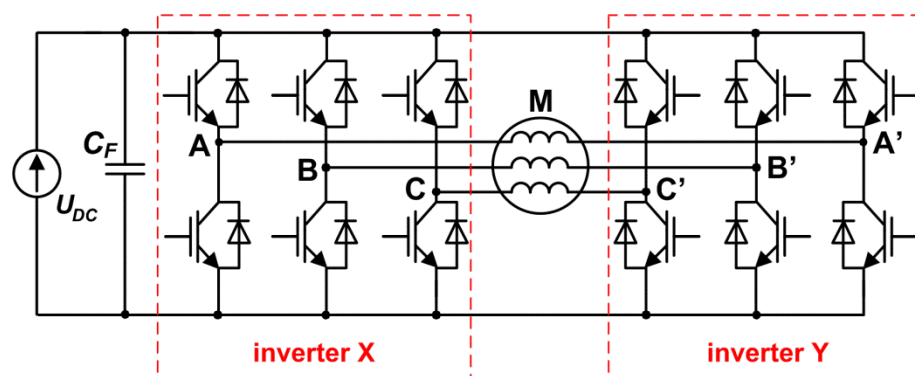 M
A
A'
C_F
B
B'
C
C'
U_DC
inverter X
inverter Y